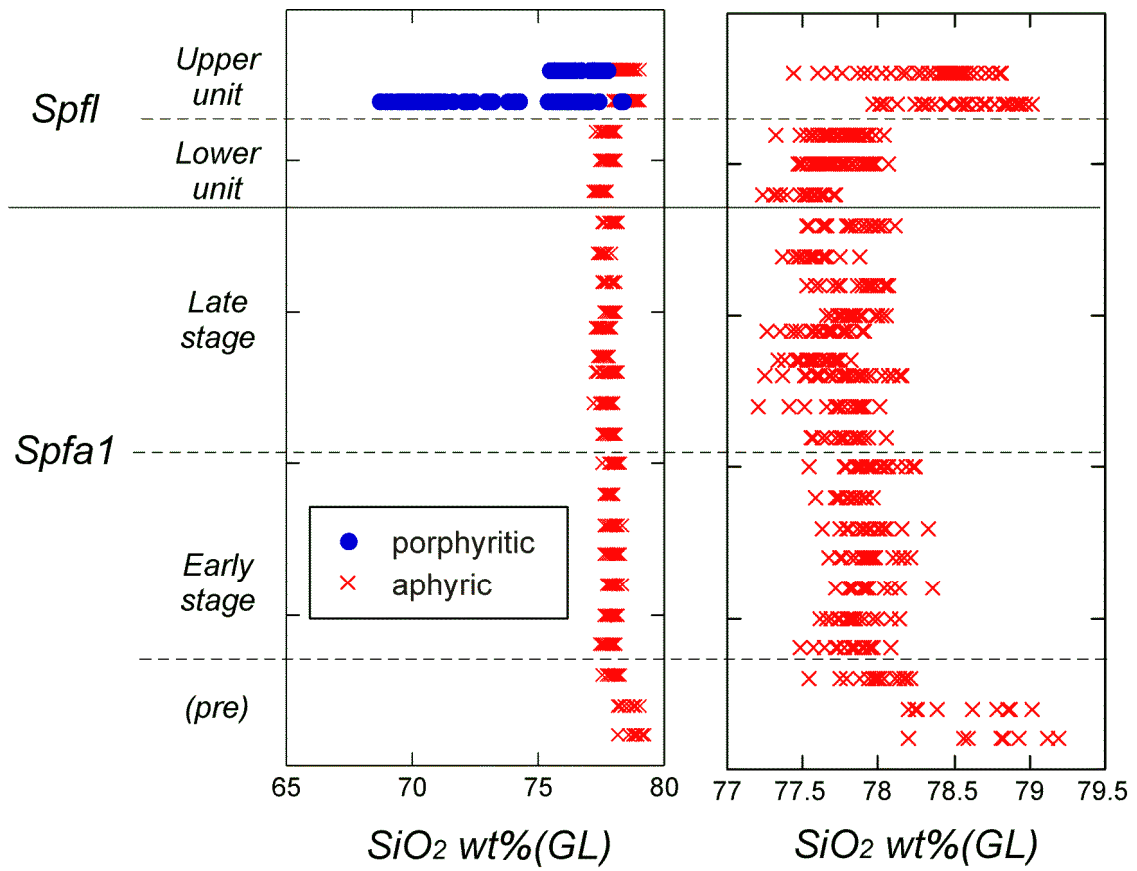 Upper
unit
Spfl
Lower
unit
Late
stage
Spfa1
porphyritic
aphyric
Early
stage
(pre)
65 70 75 80
77 77.5 78 78.5 79 79.5
SiO2 wt%(GL)
SiO2 wt%(GL)